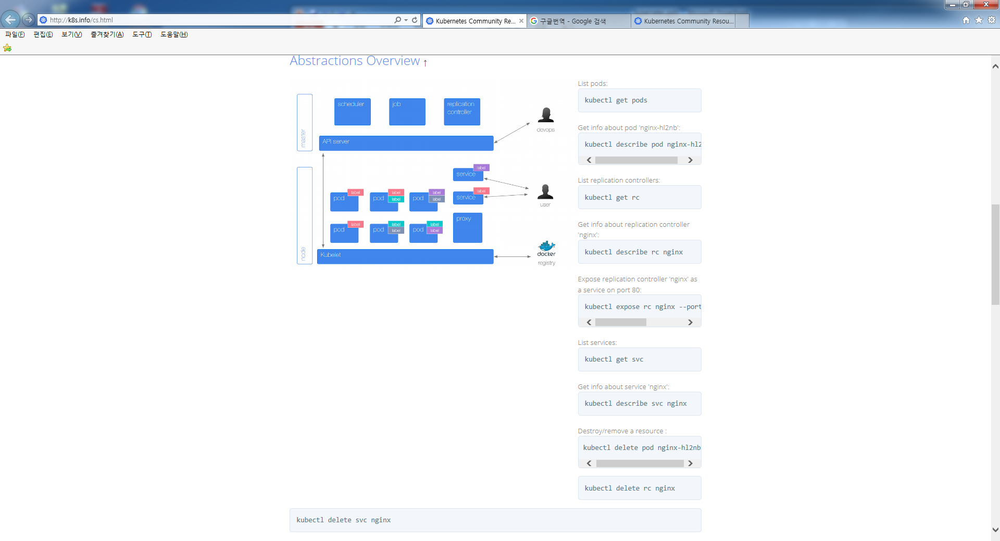 http://k8s.info/cs.html
Kubernetes Community Re...
구글번역 - Google 검색
Kubernetes Community Resou...
파일(F) 편집(E) 보기(V) 즐겨찾기(A) 도구(T) 도움말(H)
Abstractions Overview ↑
master
scheduler
job
replication
controller
API server
devops
node
service
label
service
label
user
pod
label
pod
label
label
pod
label
label
pod
label
pod
label
label
pod
label
label
proxy
Kubelet
docker
registry
List pods:
kubectl get pods
Get info about pod 'nginx-hl2nb':
kubectl describe pod nginx-hl2
List replication controllers:
kubectl get rc
Get info about replication controller
'nginx':
kubectl describe rc nginx
Expose replication controller 'nginx' as
a service on port 80:
kubectl expose rc nginx --port
List services:
kubectl get svc
Get info about service 'nginx':
kubectl describe svc nginx
Destroy/remove a resource :
kubectl delete pod nginx-hl2nb
kubectl delete rc nginx
kubectl delete svc nginx